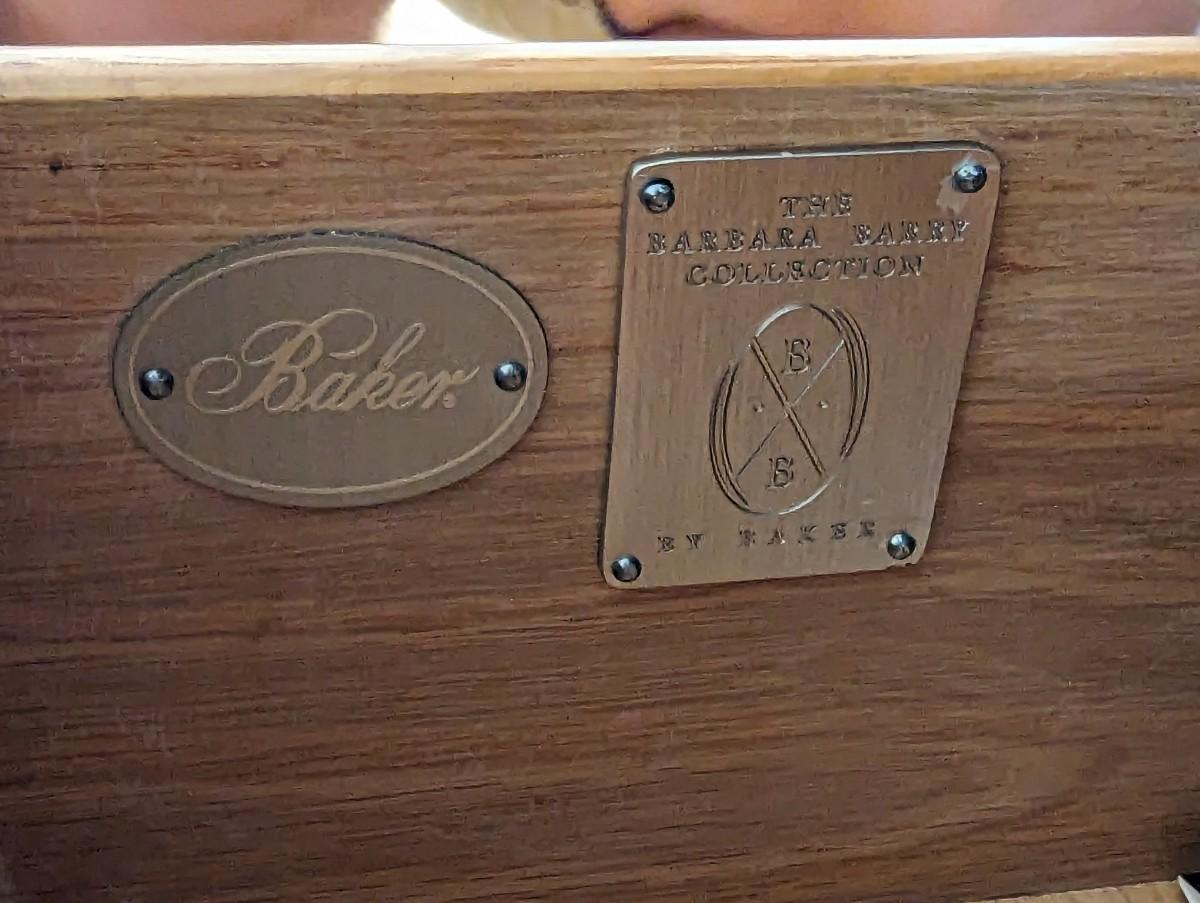 Baker
THE
BARBARA BARRY
COLLECTION
B
B
BY BAKER